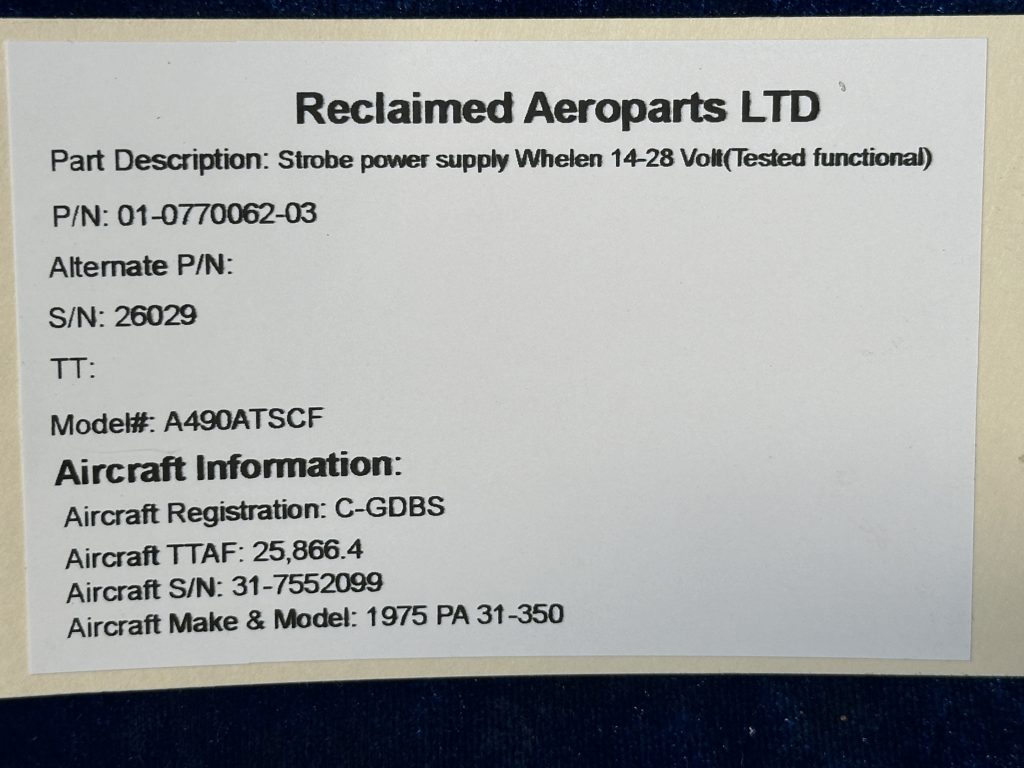 Reclaimed Aeroparts LTD
Part Description: Strobe power supply Whelen 14-28 Volt(Tested functional)
P/N: 01-0770062-03
Alternate P/N:
S/N: 26029
TT:
Model#: A490ATSCF
Aircraft Information:
Aircraft Registration: C-GDBS
Aircraft TTAF: 25,866.4
Aircraft S/N: 31-7552099
Aircraft Make & Model: 1975 PA 31-350